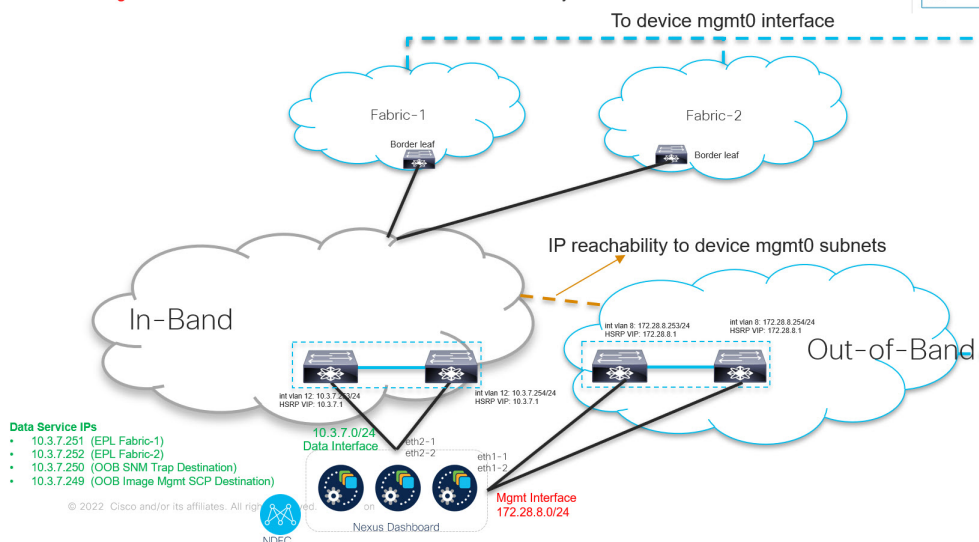 To device mgmt0 interface
Fabric-1
Border leaf
Fabric-2
Border leaf
IP reachability to device mgmt0 subnets
In-Band
int vlan 12: 10.3.7.253/24
HSRP VIP: 10.3.7.1
int vlan 12: 10.3.7.254/24
HSRP VIP: 10.3.7.1
int vlan 8: 172.28.8.253/24
HSRP VIP: 172.28.8.1
int vlan 8: 172.28.8.254/24
HSRP VIP: 172.28.8.1
Out-of-Band
Data Service IPs
• 10.3.7.251 (EPL Fabric-1)
• 10.3.7.252 (EPL Fabric-2)
• 10.3.7.250 (OOB SNM Trap Destination)
• 10.3.7.249 (OOB Image Mgmt SCP Destination)
10.3.7.0/24
Data Interface
eth2-1
eth2-2
eth1-1
eth1-2
Mgmt Interface
172.28.8.0/24
Nexus Dashboard
© 2022 Cisco and/or its affiliates. All
NDFC